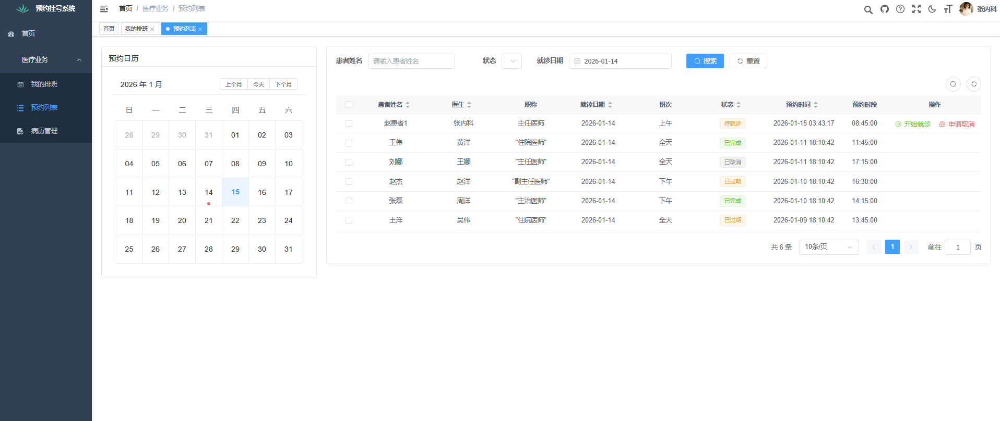 预约挂号系统
首页
医疗业务
我的排班
预约列表
病历管理
首页 / 医疗业务 / 预约列表
张内科
首页 我的排班 × 预约列表 ×
预约日历
2026 年 1 月 上个月 今天 下个月
日 一 二 三 四 五 六
28 29 30 31 01 02 03
04 05 06 07 08 09 10
11 12 13 14 15 16 17
18 19 20 21 22 23 24
25 26 27 28 29 30 31
患者姓名 请输入患者姓名 状态 就诊日期 2026-01-14 搜索 重置
患者姓名 医生 职称 就诊日期 班次 状态 预约时间 预约时段 操作
赵患者1 张内科 主任医师 2026-01-14 上午 待就诊 2026-01-15 03:43:17 08:45:00 开始就诊 申请取消
王伟 黄洋 "住院医师" 2026-01-14 全天 已完成 2026-01-11 18:10:42 11:45:00
刘娜 王娜 "主任医师" 2026-01-14 全天 已取消 2026-01-11 18:10:42 17:15:00
赵杰 赵洋 "副主任医师" 2026-01-14 下午 已过期 2026-01-10 18:10:42 16:30:00
张磊 周洋 "主治医师" 2026-01-14 下午 已完成 2026-01-10 18:10:42 14:15:00
王洋 吴伟 "住院医师" 2026-01-14 全天 已过期 2026-01-09 18:10:42 13:45:00
共 6 条 10条/页 1 前往 1 页